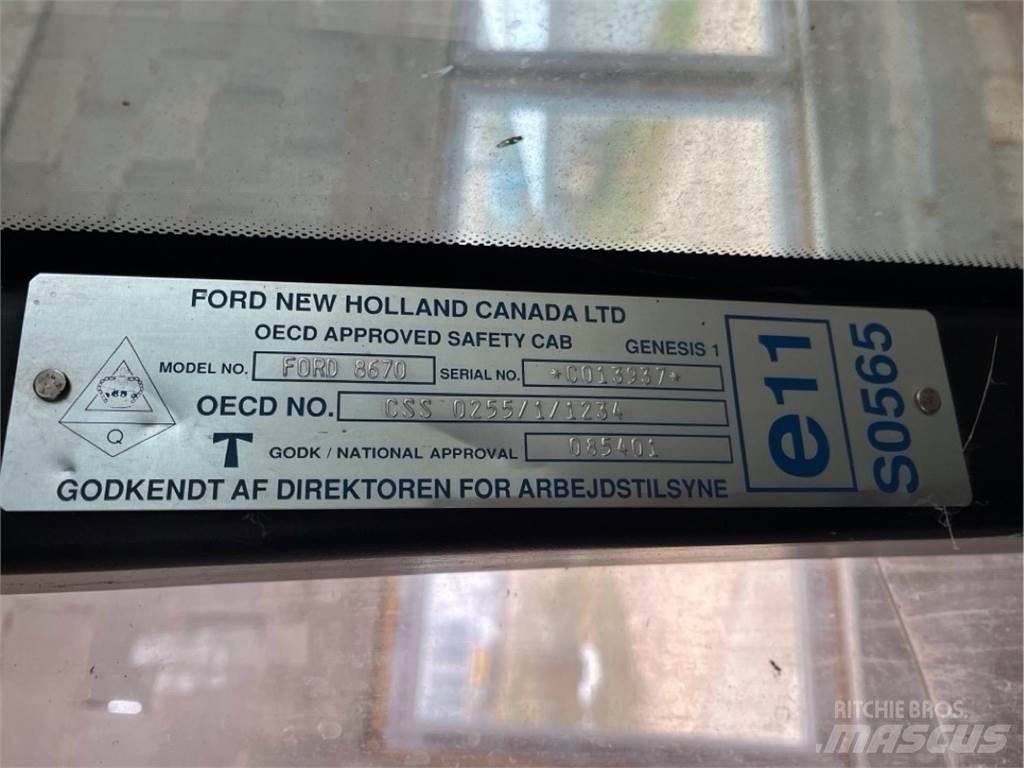 FORD NEW HOLLAND CANADA LTD
OECD APPROVED SAFETY CAB GENESIS 1
MODEL NO. FORD 8670 SERIAL NO. *C013937*
OECD NO. CSS 0255/1/1234
Q
T GODK / NATIONAL APPROVAL 085401
GODKENDT AF DIREKTOREN FOR ARBEJDSTILSYNE
e11
S0565
RITCHIE BROS.
MASCUS